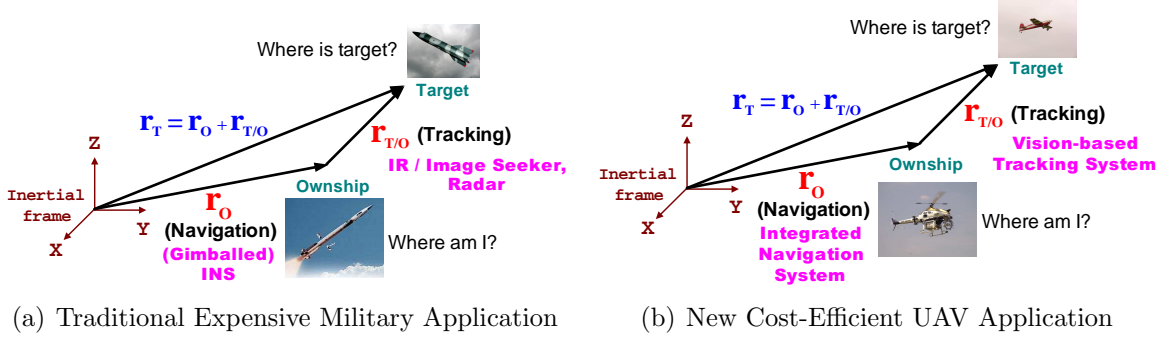 Where is target?
Target
r_T = r_O + r_T/O
r_T/O (Tracking)
IR / Image Seeker,
Radar
Z
Inertial
frame
Y
X
Ownship
r_O
(Navigation)
(Gimballed)
INS
Where am I?
(a) Traditional Expensive Military Application
Where is target?
Target
r_T = r_O + r_T/O
r_T/O (Tracking)
Vision-based
Tracking System
Z
Inertial
frame
Y
X
Ownship
r_O
(Navigation)
Integrated
Navigation
System
Where am I?
(b) New Cost-Efficient UAV Application